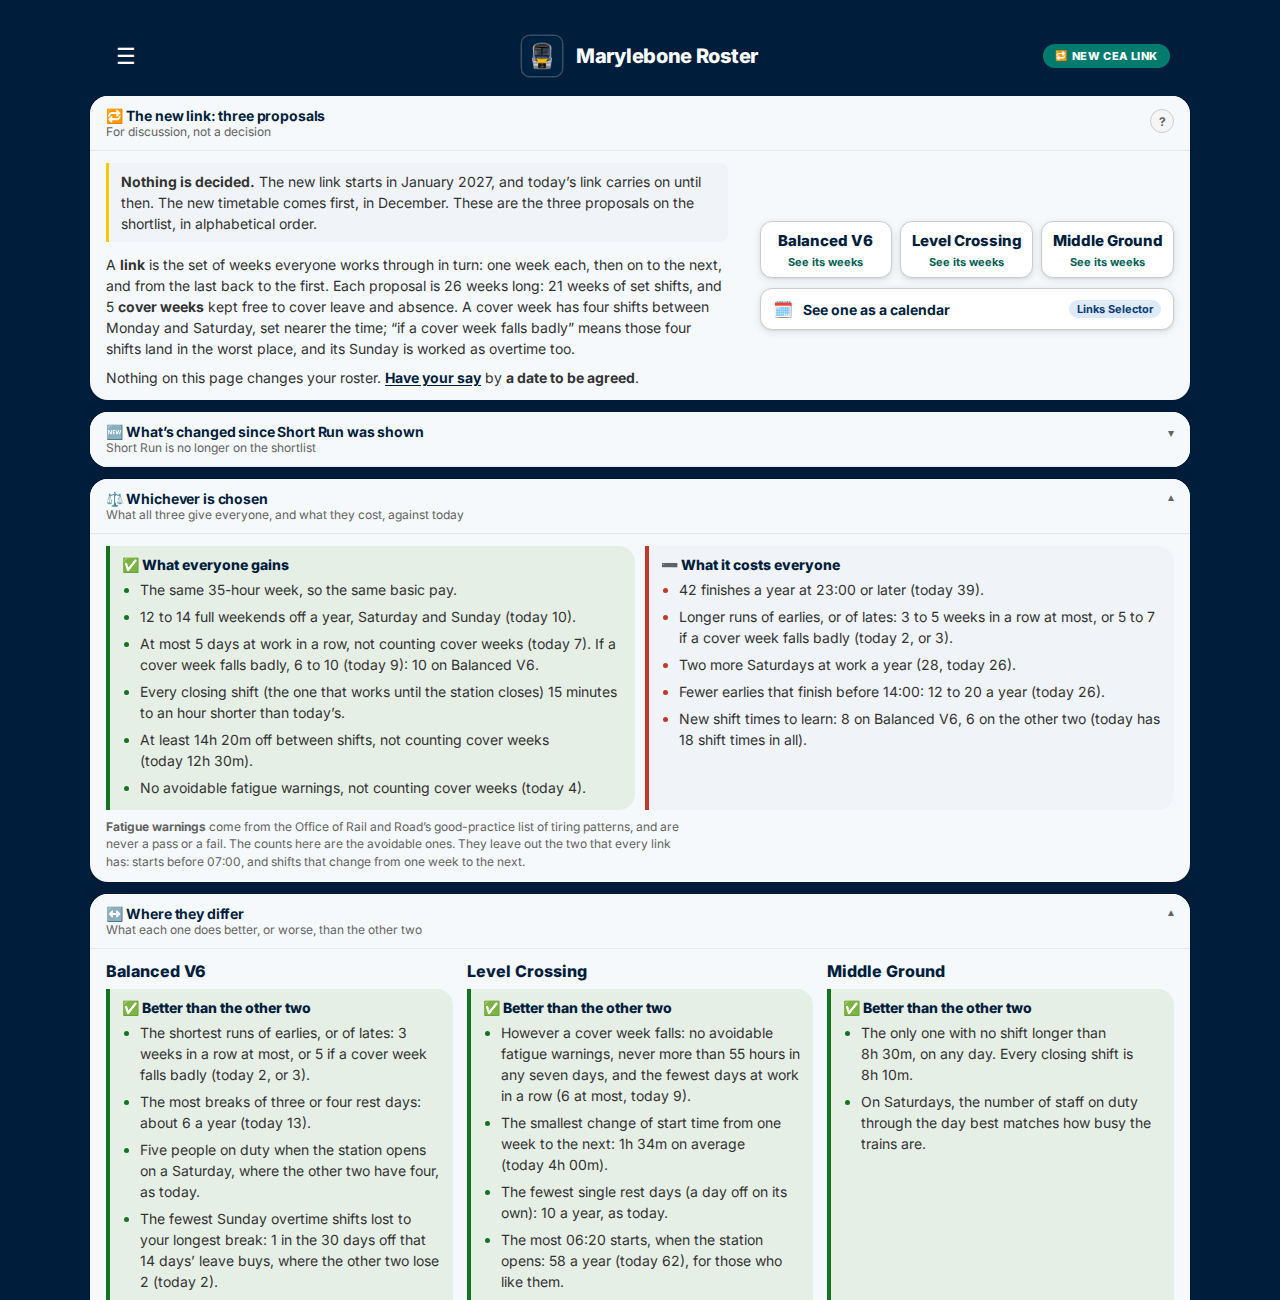 ☰
Marylebone Roster
🔁 NEW CEA LINK
🔁 The new link: three proposals
For discussion, not a decision
?
Nothing is decided. The new link starts in January 2027, and today’s link carries on until
then. The new timetable comes first, in December. These are the three proposals on the
shortlist, in alphabetical order.
A link is the set of weeks everyone works through in turn: one week each, then on to the next,
and from the last back to the first. Each proposal is 26 weeks long: 21 weeks of set shifts, and
5 cover weeks kept free to cover leave and absence. A cover week has four shifts between
Monday and Saturday, set nearer the time; “if a cover week falls badly” means those four
shifts land in the worst place, and its Sunday is worked as overtime too.
Nothing on this page changes your roster. Have your say by a date to be agreed.
Balanced V6
See its weeks
Level Crossing
See its weeks
Middle Ground
See its weeks
🗓️ See one as a calendar
Links Selector
🆕 What’s changed since Short Run was shown
Short Run is no longer on the shortlist
▼
⚖️ Whichever is chosen
What all three give everyone, and what they cost, against today
▲
✅ What everyone gains
• The same 35-hour week, so the same basic pay.
• 12 to 14 full weekends off a year, Saturday and Sunday (today 10).
• At most 5 days at work in a row, not counting cover weeks (today 7). If a
cover week falls badly, 6 to 10 (today 9): 10 on Balanced V6.
• Every closing shift (the one that works until the station closes) 15 minutes
to an hour shorter than today’s.
• At least 14h 20m off between shifts, not counting cover weeks
(today 12h 30m).
• No avoidable fatigue warnings, not counting cover weeks (today 4).
➖ What it costs everyone
• 42 finishes a year at 23:00 or later (today 39).
• Longer runs of earlies, or of lates: 3 to 5 weeks in a row at most, or 5 to 7
if a cover week falls badly (today 2, or 3).
• Two more Saturdays at work a year (28, today 26).
• Fewer earlies that finish before 14:00: 12 to 20 a year (today 26).
• New shift times to learn: 8 on Balanced V6, 6 on the other two (today has
18 shift times in all).
Fatigue warnings come from the Office of Rail and Road’s good-practice list of tiring patterns, and are
never a pass or a fail. The counts here are the avoidable ones. They leave out the two that every link
has: starts before 07:00, and shifts that change from one week to the next.
↔️ Where they differ
What each one does better, or worse, than the other two
▲
Balanced V6
✅ Better than the other two
• The shortest runs of earlies, or of lates: 3
weeks in a row at most, or 5 if a cover week
falls badly (today 2, or 3).
• The most breaks of three or four rest days:
about 6 a year (today 13).
• Five people on duty when the station opens
on a Saturday, where the other two have four,
as today.
• The fewest Sunday overtime shifts lost to
your longest break: 1 in the 30 days off that
14 days’ leave buys, where the other two lose
2 (today 2).
Level Crossing
✅ Better than the other two
• However a cover week falls: no avoidable
fatigue warnings, never more than 55 hours in
any seven days, and the fewest days at work
in a row (6 at most, today 9).
• The smallest change of start time from one
week to the next: 1h 34m on average
(today 4h 00m).
• The fewest single rest days (a day off on its
own): 10 a year, as today.
• The most 06:20 starts, when the station
opens: 58 a year (today 62), for those who
like them.
Middle Ground
✅ Better than the other two
• The only one with no shift longer than
8h 30m, on any day. Every closing shift is
8h 10m.
• On Saturdays, the number of staff on duty
through the day best matches how busy the
trains are.